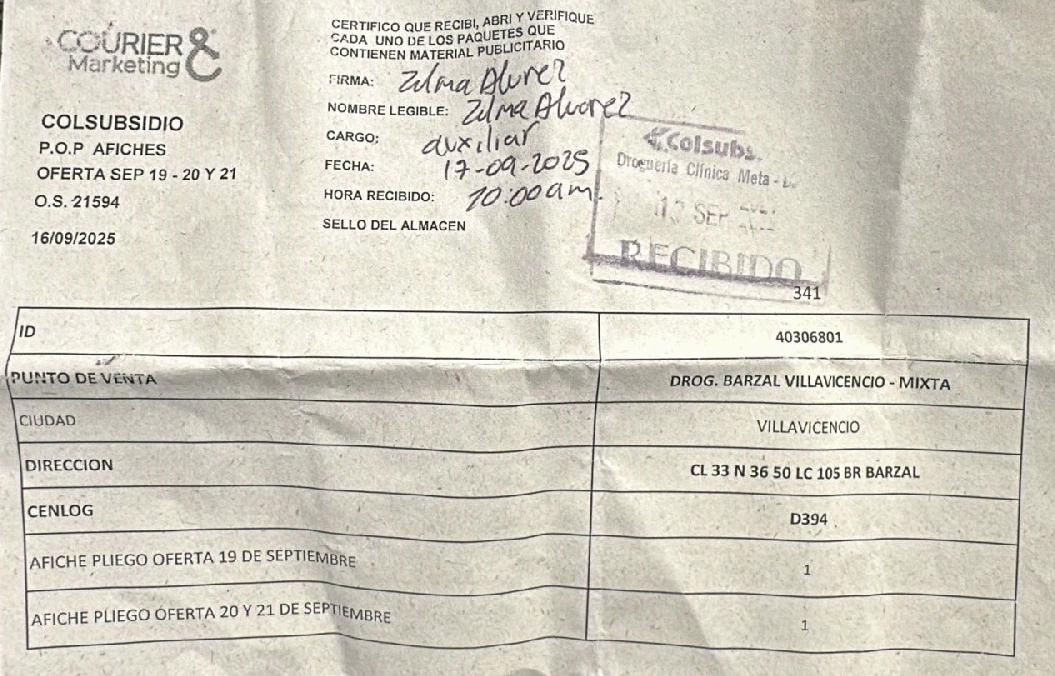 COURIER &
Marketing
COLSUBSIDIO
P.O.P AFICHES
OFERTA SEP 19 - 20 Y 21
O.S. 21594
16/09/2025
CERTIFICO QUE RECIBI, ABRI Y VERIFIQUE
CADA UNO DE LOS PAQUETES QUE
CONTIENEN MATERIAL PUBLICITARIO
FIRMA: Zulma Alvarez
NOMBRE LEGIBLE: Zulma Alvarez
CARGO: auxiliar
FECHA: 17-09-2025
HORA RECIBIDO: 10:00am
SELLO DEL ALMACEN
Colsubs.
Droguería Clínica Meta
SEP
RECIBIDO
341
ID 40306801
PUNTO DE VENTA DROG. BARZAL VILLAVICENCIO - MIXTA
CIUDAD VILLAVICENCIO
DIRECCION CL 33 N 36 50 LC 105 BR BARZAL
CENLOG D394
AFICHE PLIEGO OFERTA 19 DE SEPTIEMBRE 1
AFICHE PLIEGO OFERTA 20 Y 21 DE SEPTIEMBRE 1